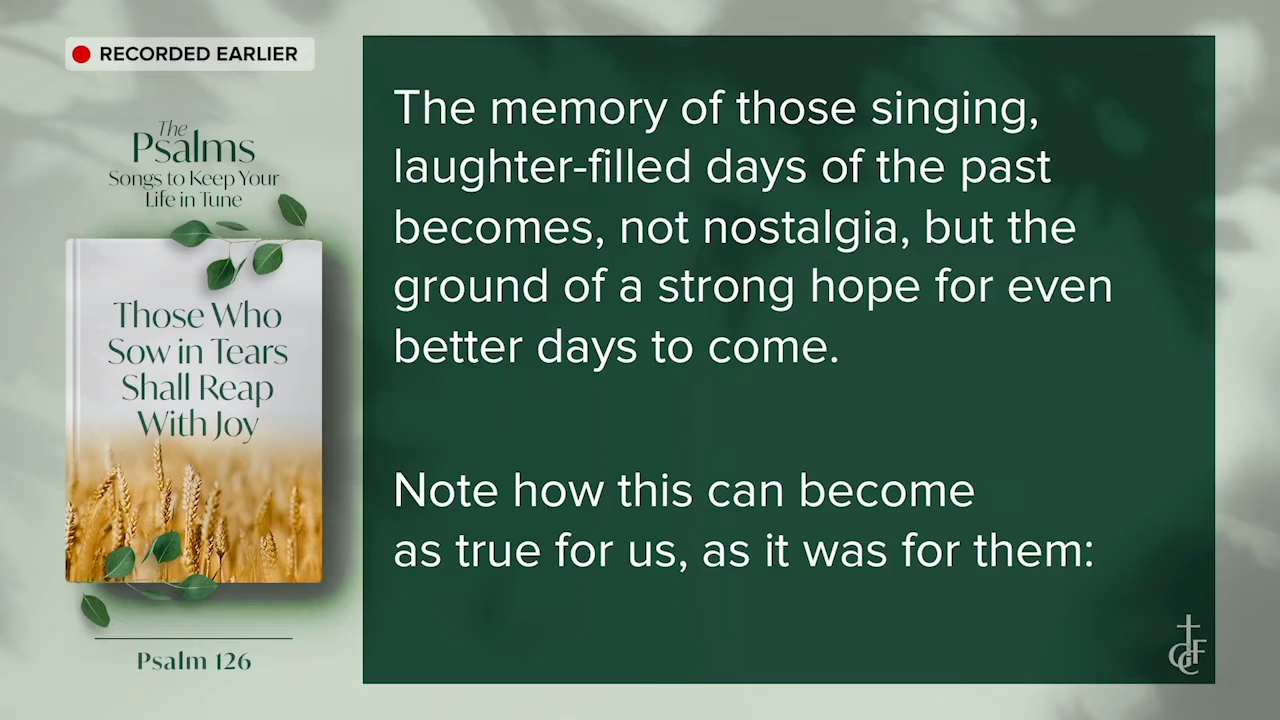 RECORDED EARLIER
The
Psalms
Songs to Keep Your
Life in Tune
Those Who
Sow in Tears
Shall Reap
With Joy
Psalm 126
The memory of those singing,
laughter-filled days of the past
becomes, not nostalgia, but the
ground of a strong hope for even
better days to come.
Note how this can become
as true for us, as it was for them:
GCF